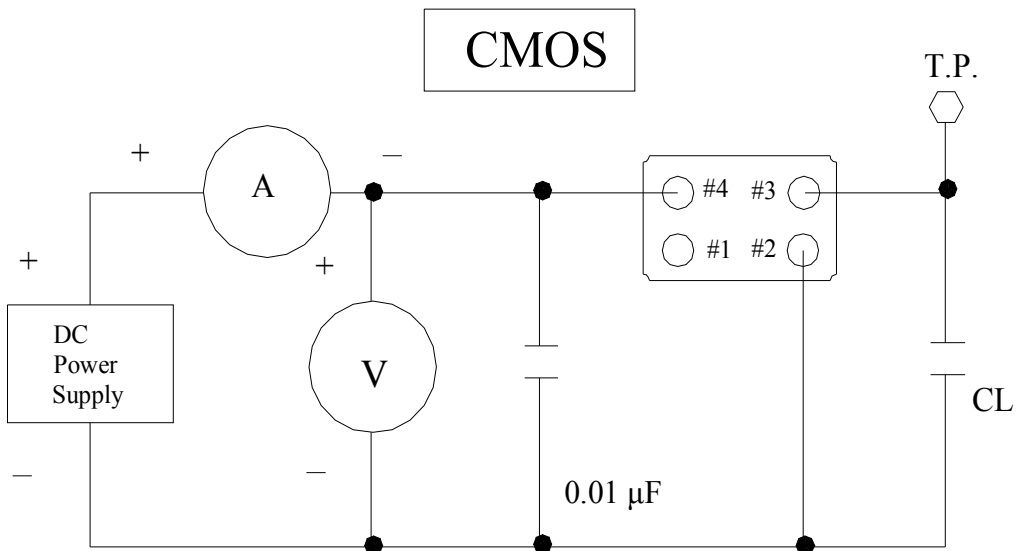 CMOS
T.P.
+
A
–
#4 #3
#1 #2
+
+
DC
Power
Supply
V
CL
–
–
0.01 μF